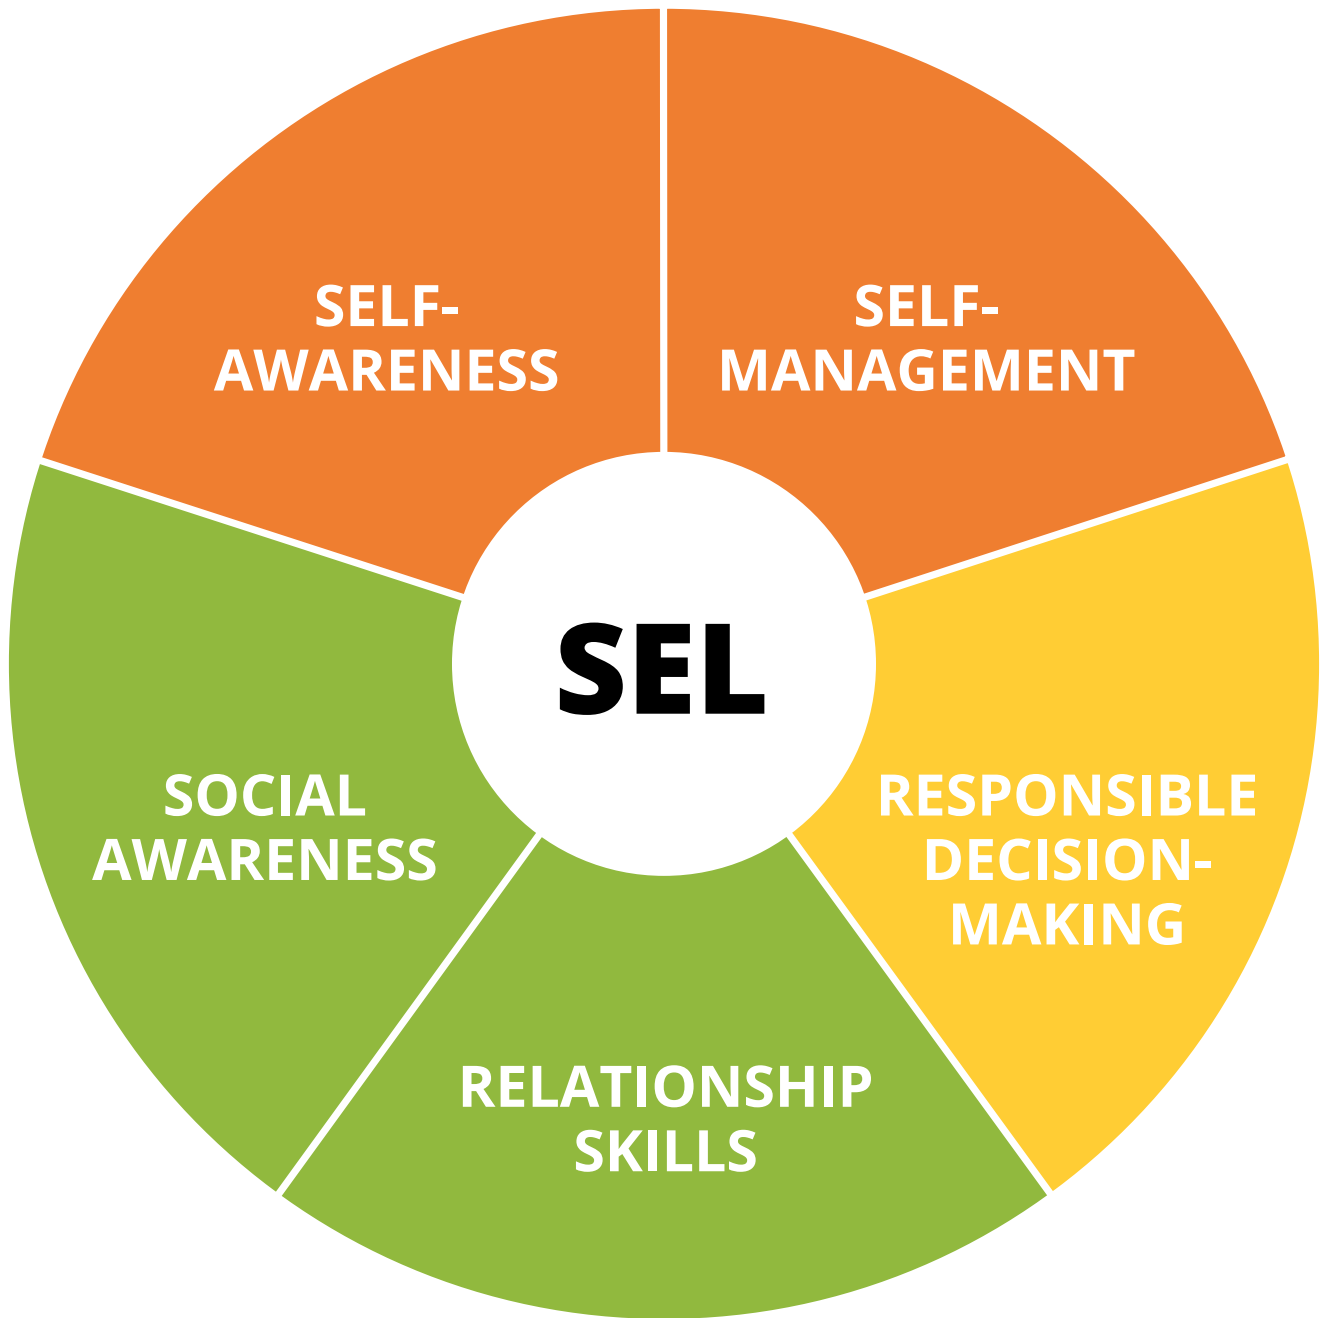 SELF-
AWARENESS
SELF-
MANAGEMENT
SEL
SOCIAL
AWARENESS
RESPONSIBLE
DECISION-
MAKING
RELATIONSHIP
SKILLS